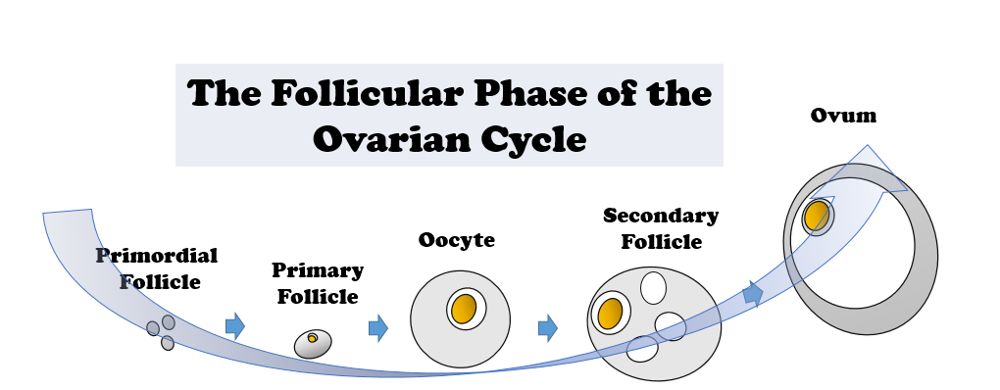 The Follicular Phase of the
Ovarian Cycle
Primordial
Follicle
Primary
Follicle
Oocyte
Secondary
Follicle
Ovum